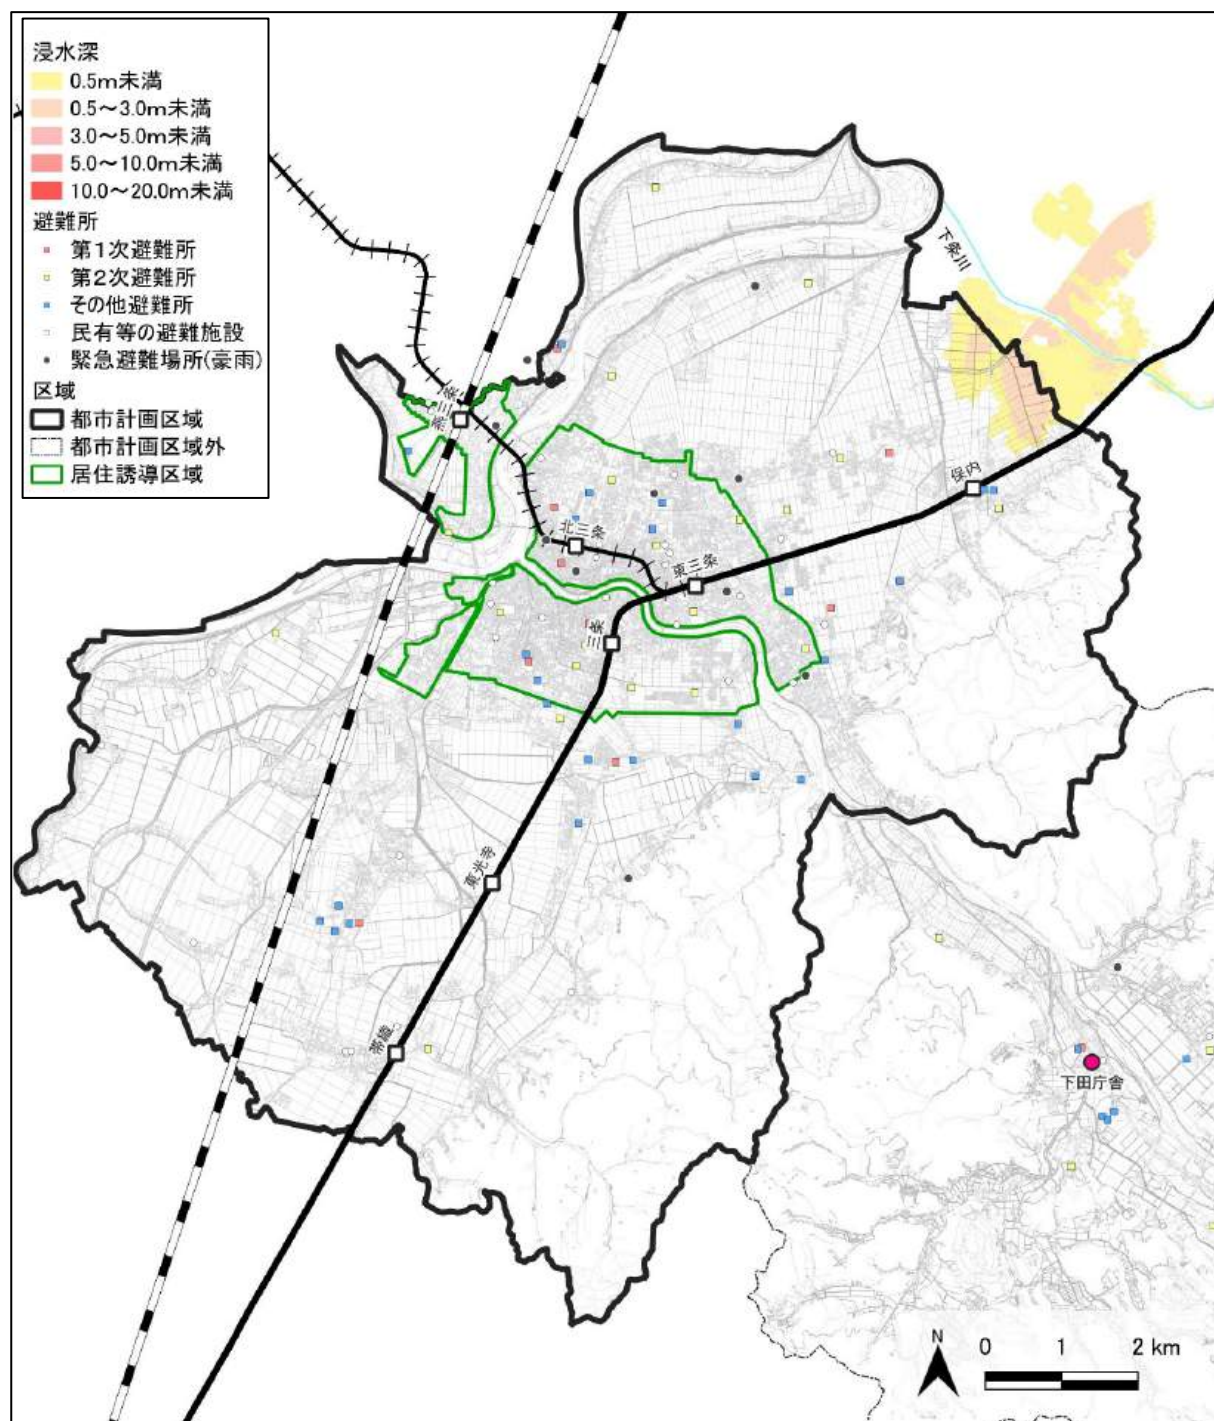 浸水深
0.5m未満
0.5~3.0m未満
3.0~5.0m未満
5.0~10.0m未満
10.0~20.0m未満
避難所
第1次避難所
第2次避難所
その他避難所
民有等の避難施設
緊急避難場所(豪雨)
区域
都市計画区域
都市計画区域外
居住誘導区域
下条川
燕三条
保内
北三条
東三条
三条
東光寺
帯織
下田庁舎
N
0 1 2 km